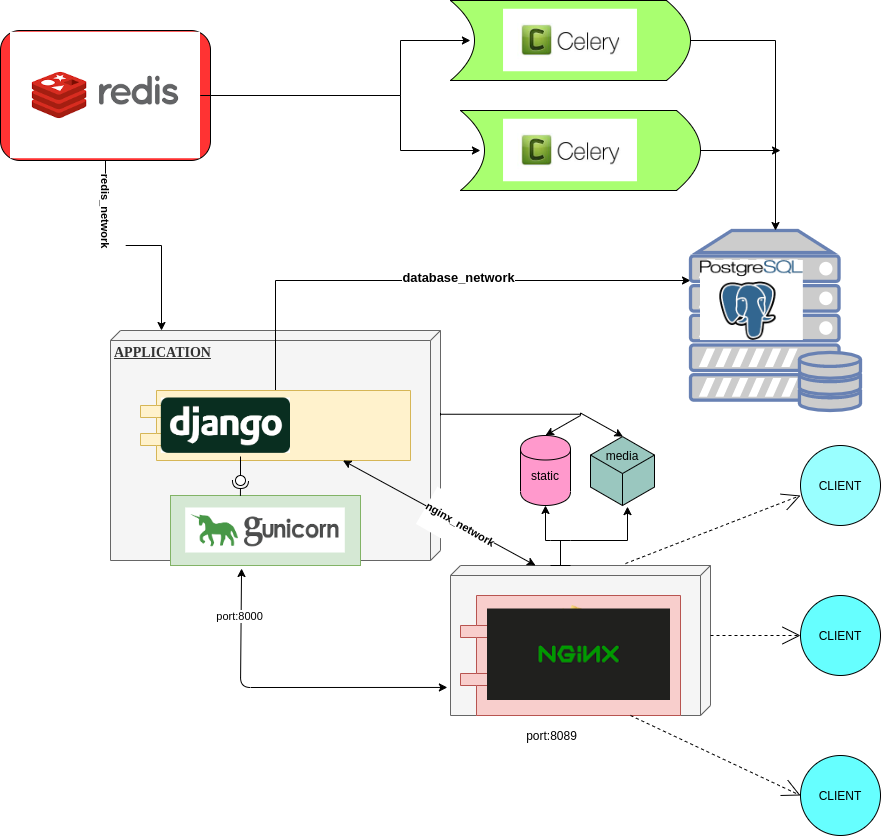 Celery
redis
Celery
redis_network
PostgreSQL
database_network
APPLICATION
django
static
media
CLIENT
gunicorn
nginx_network
port:8000
CLIENT
NGINX
port:8089
CLIENT